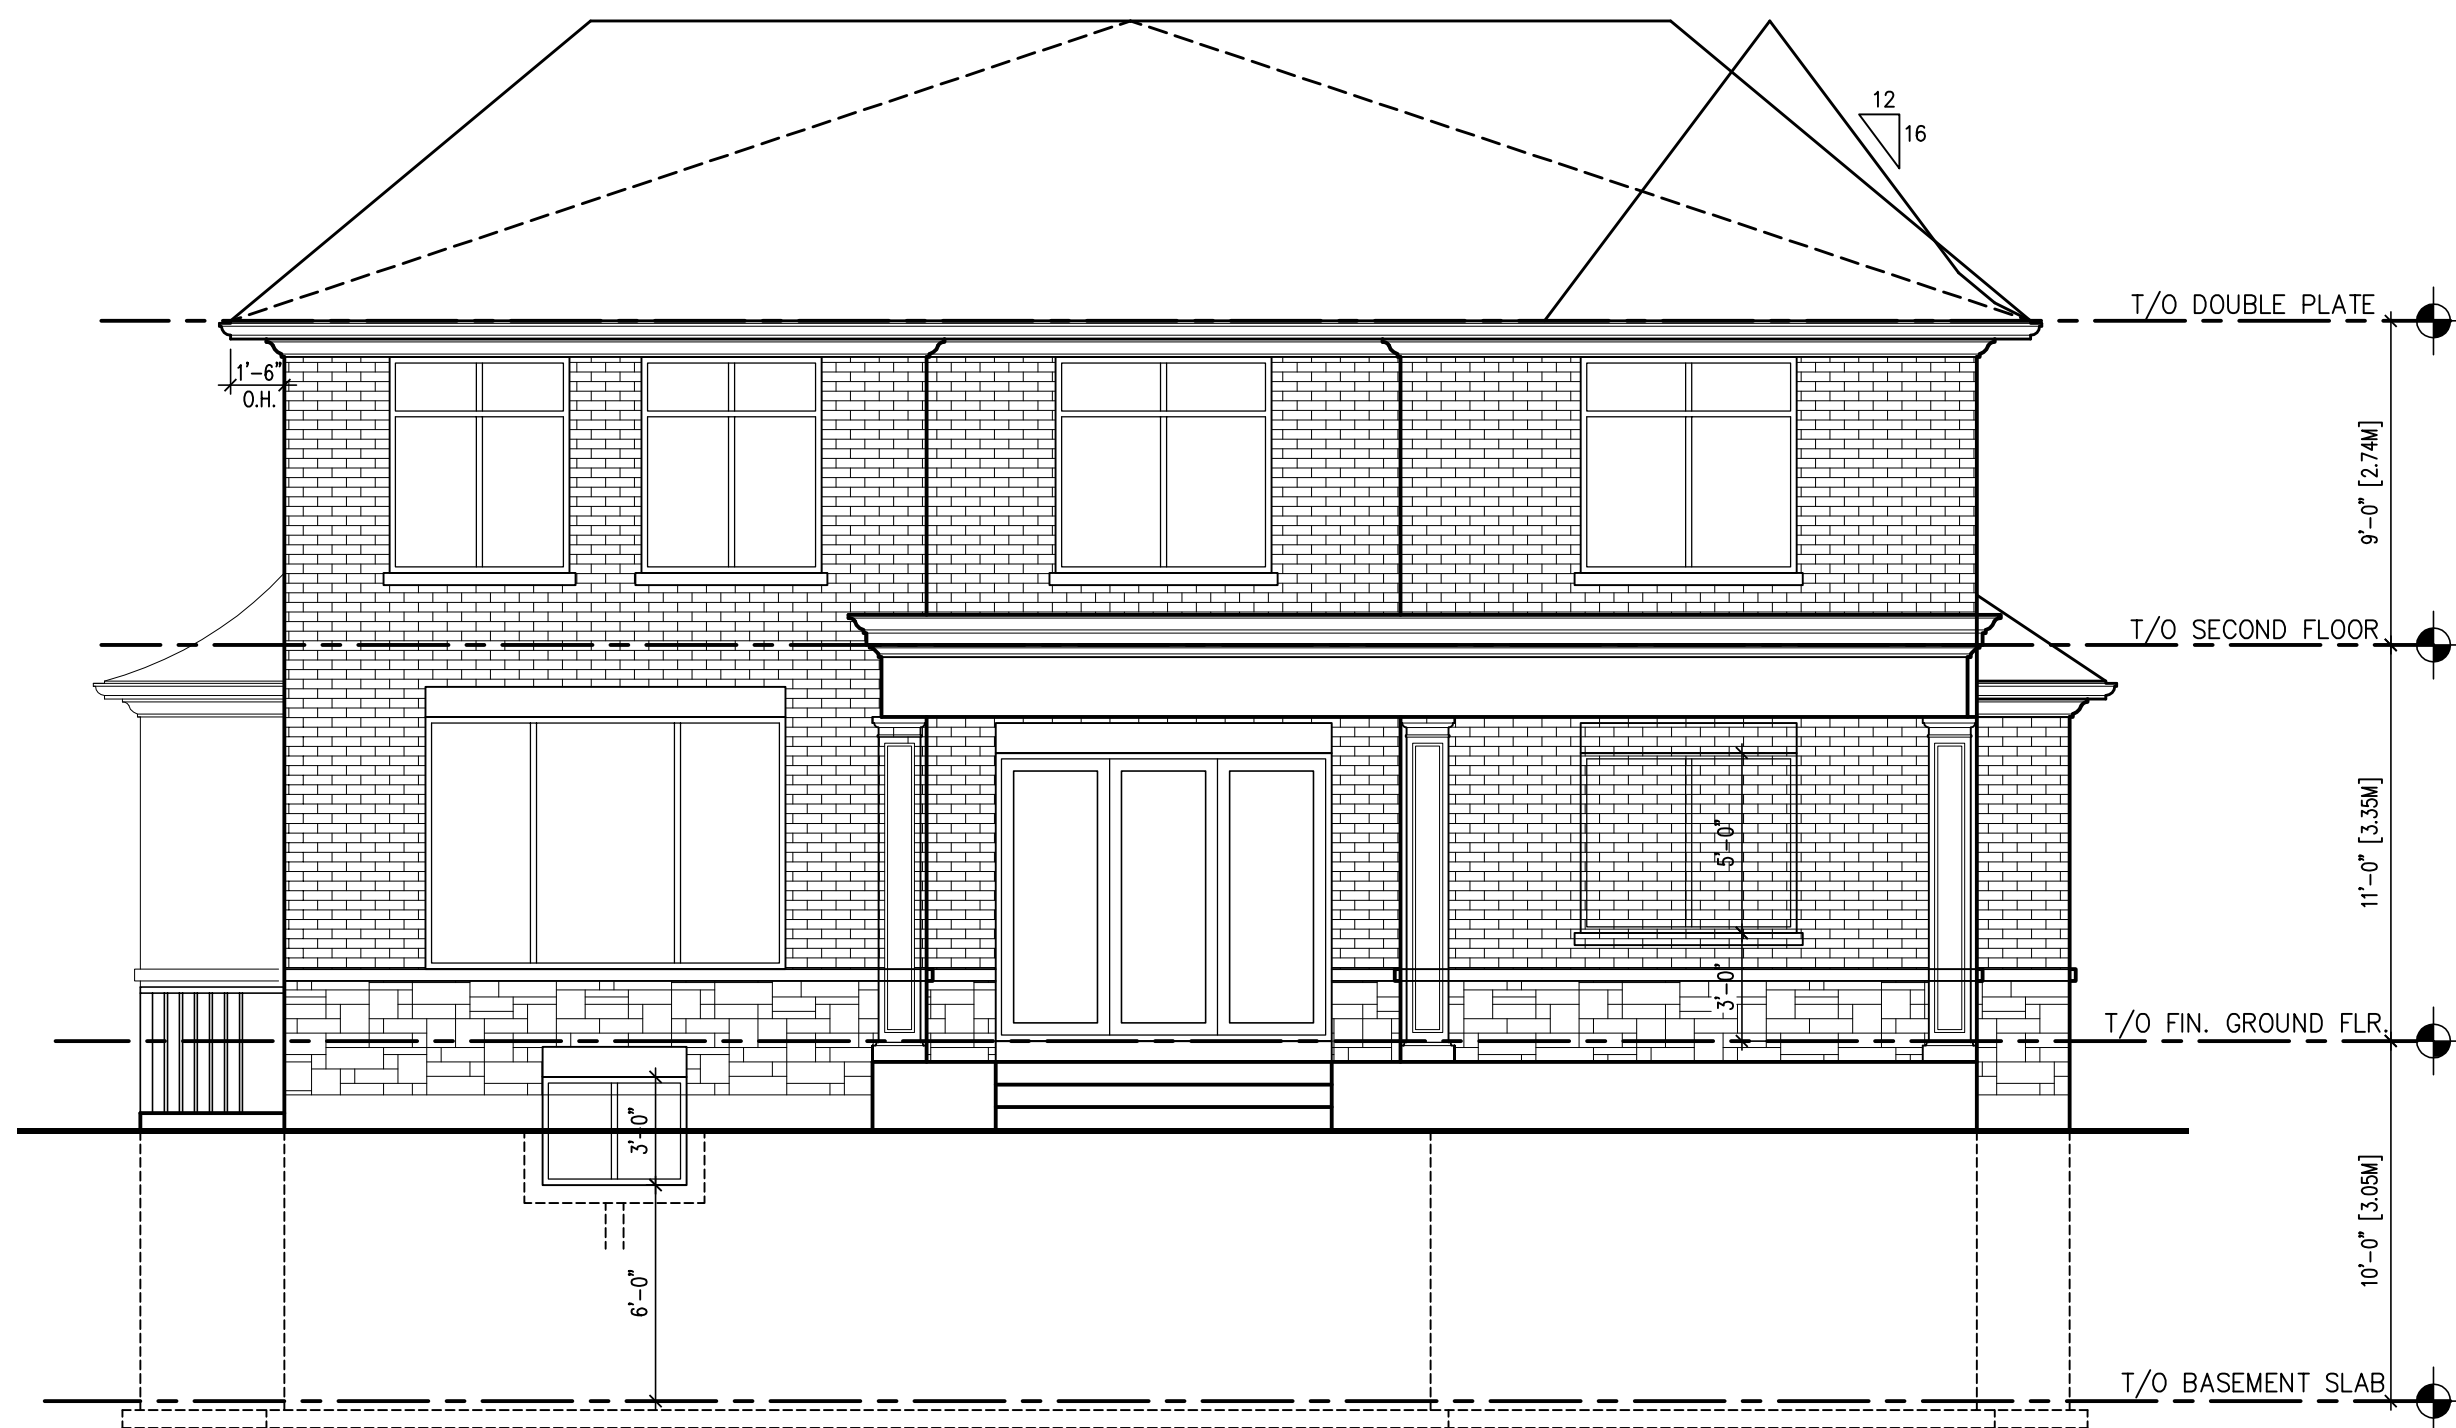 12
16
T/O DOUBLE PLATE
1'-6"
O.H.
9'-0" [2.74M]
T/O SECOND FLOOR
11'-0" [3.35M]
5'-0"
3'-0"
T/O FIN. GROUND FLR.
3'-0"
10'-0" [3.05M]
6'-0"
T/O BASEMENT SLAB